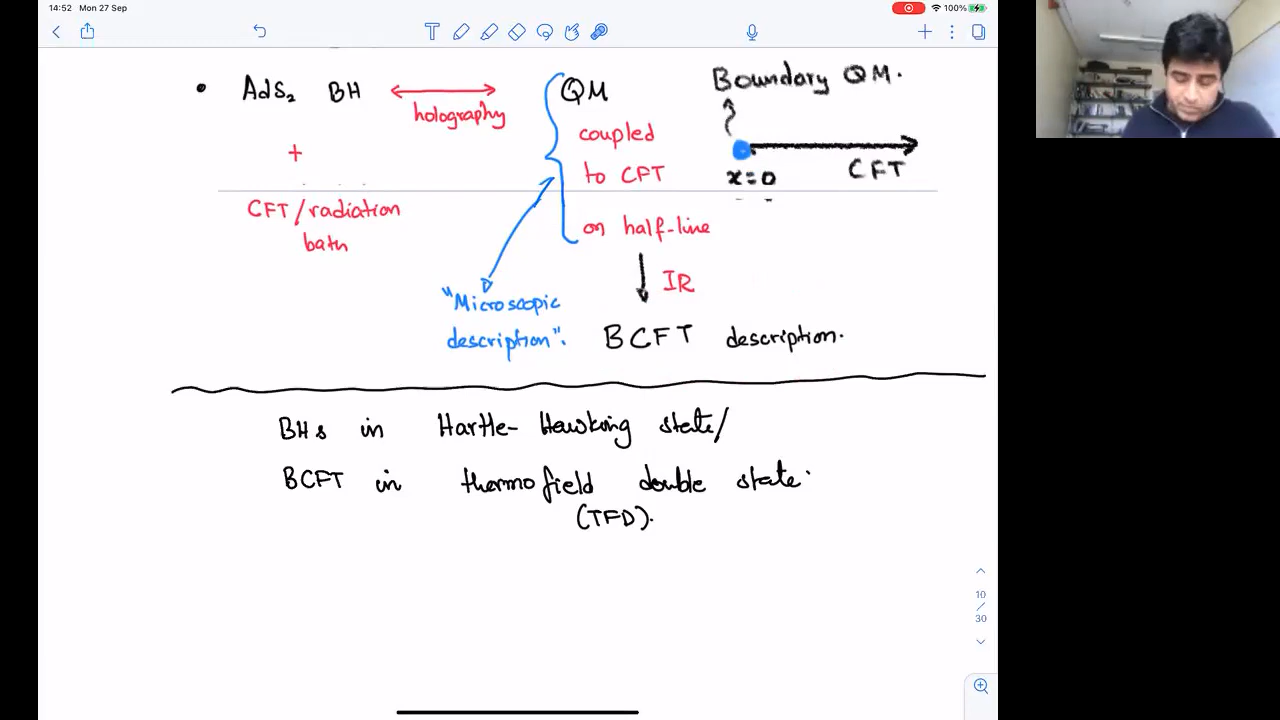 14:52 Mon 27 Sep
100%
• AdS₂ BH
holography
QM
Boundary QM.
+
coupled
to CFT
x=0
CFT
CFT/radiation
bath
on half-line
IR
"Microscopic
description".
BCFT description.
BHs in Hartle-Hawking state/
BCFT in thermofield double state.
(TFD).
10
/
30